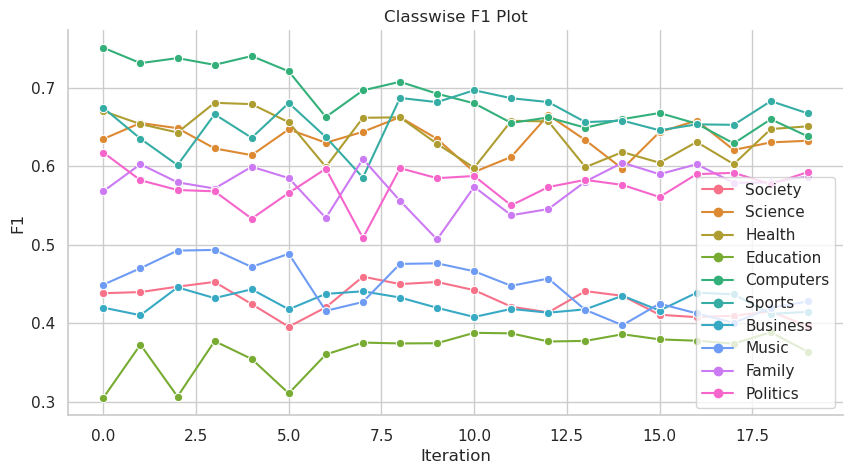 Classwise F1 Plot
0.7
0.6
0.5
0.4
0.3
F1
0.0 2.5 5.0 7.5 10.0 12.5 15.0 17.5
Iteration
Society
Science
Health
Education
Computers
Sports
Business
Music
Family
Politics